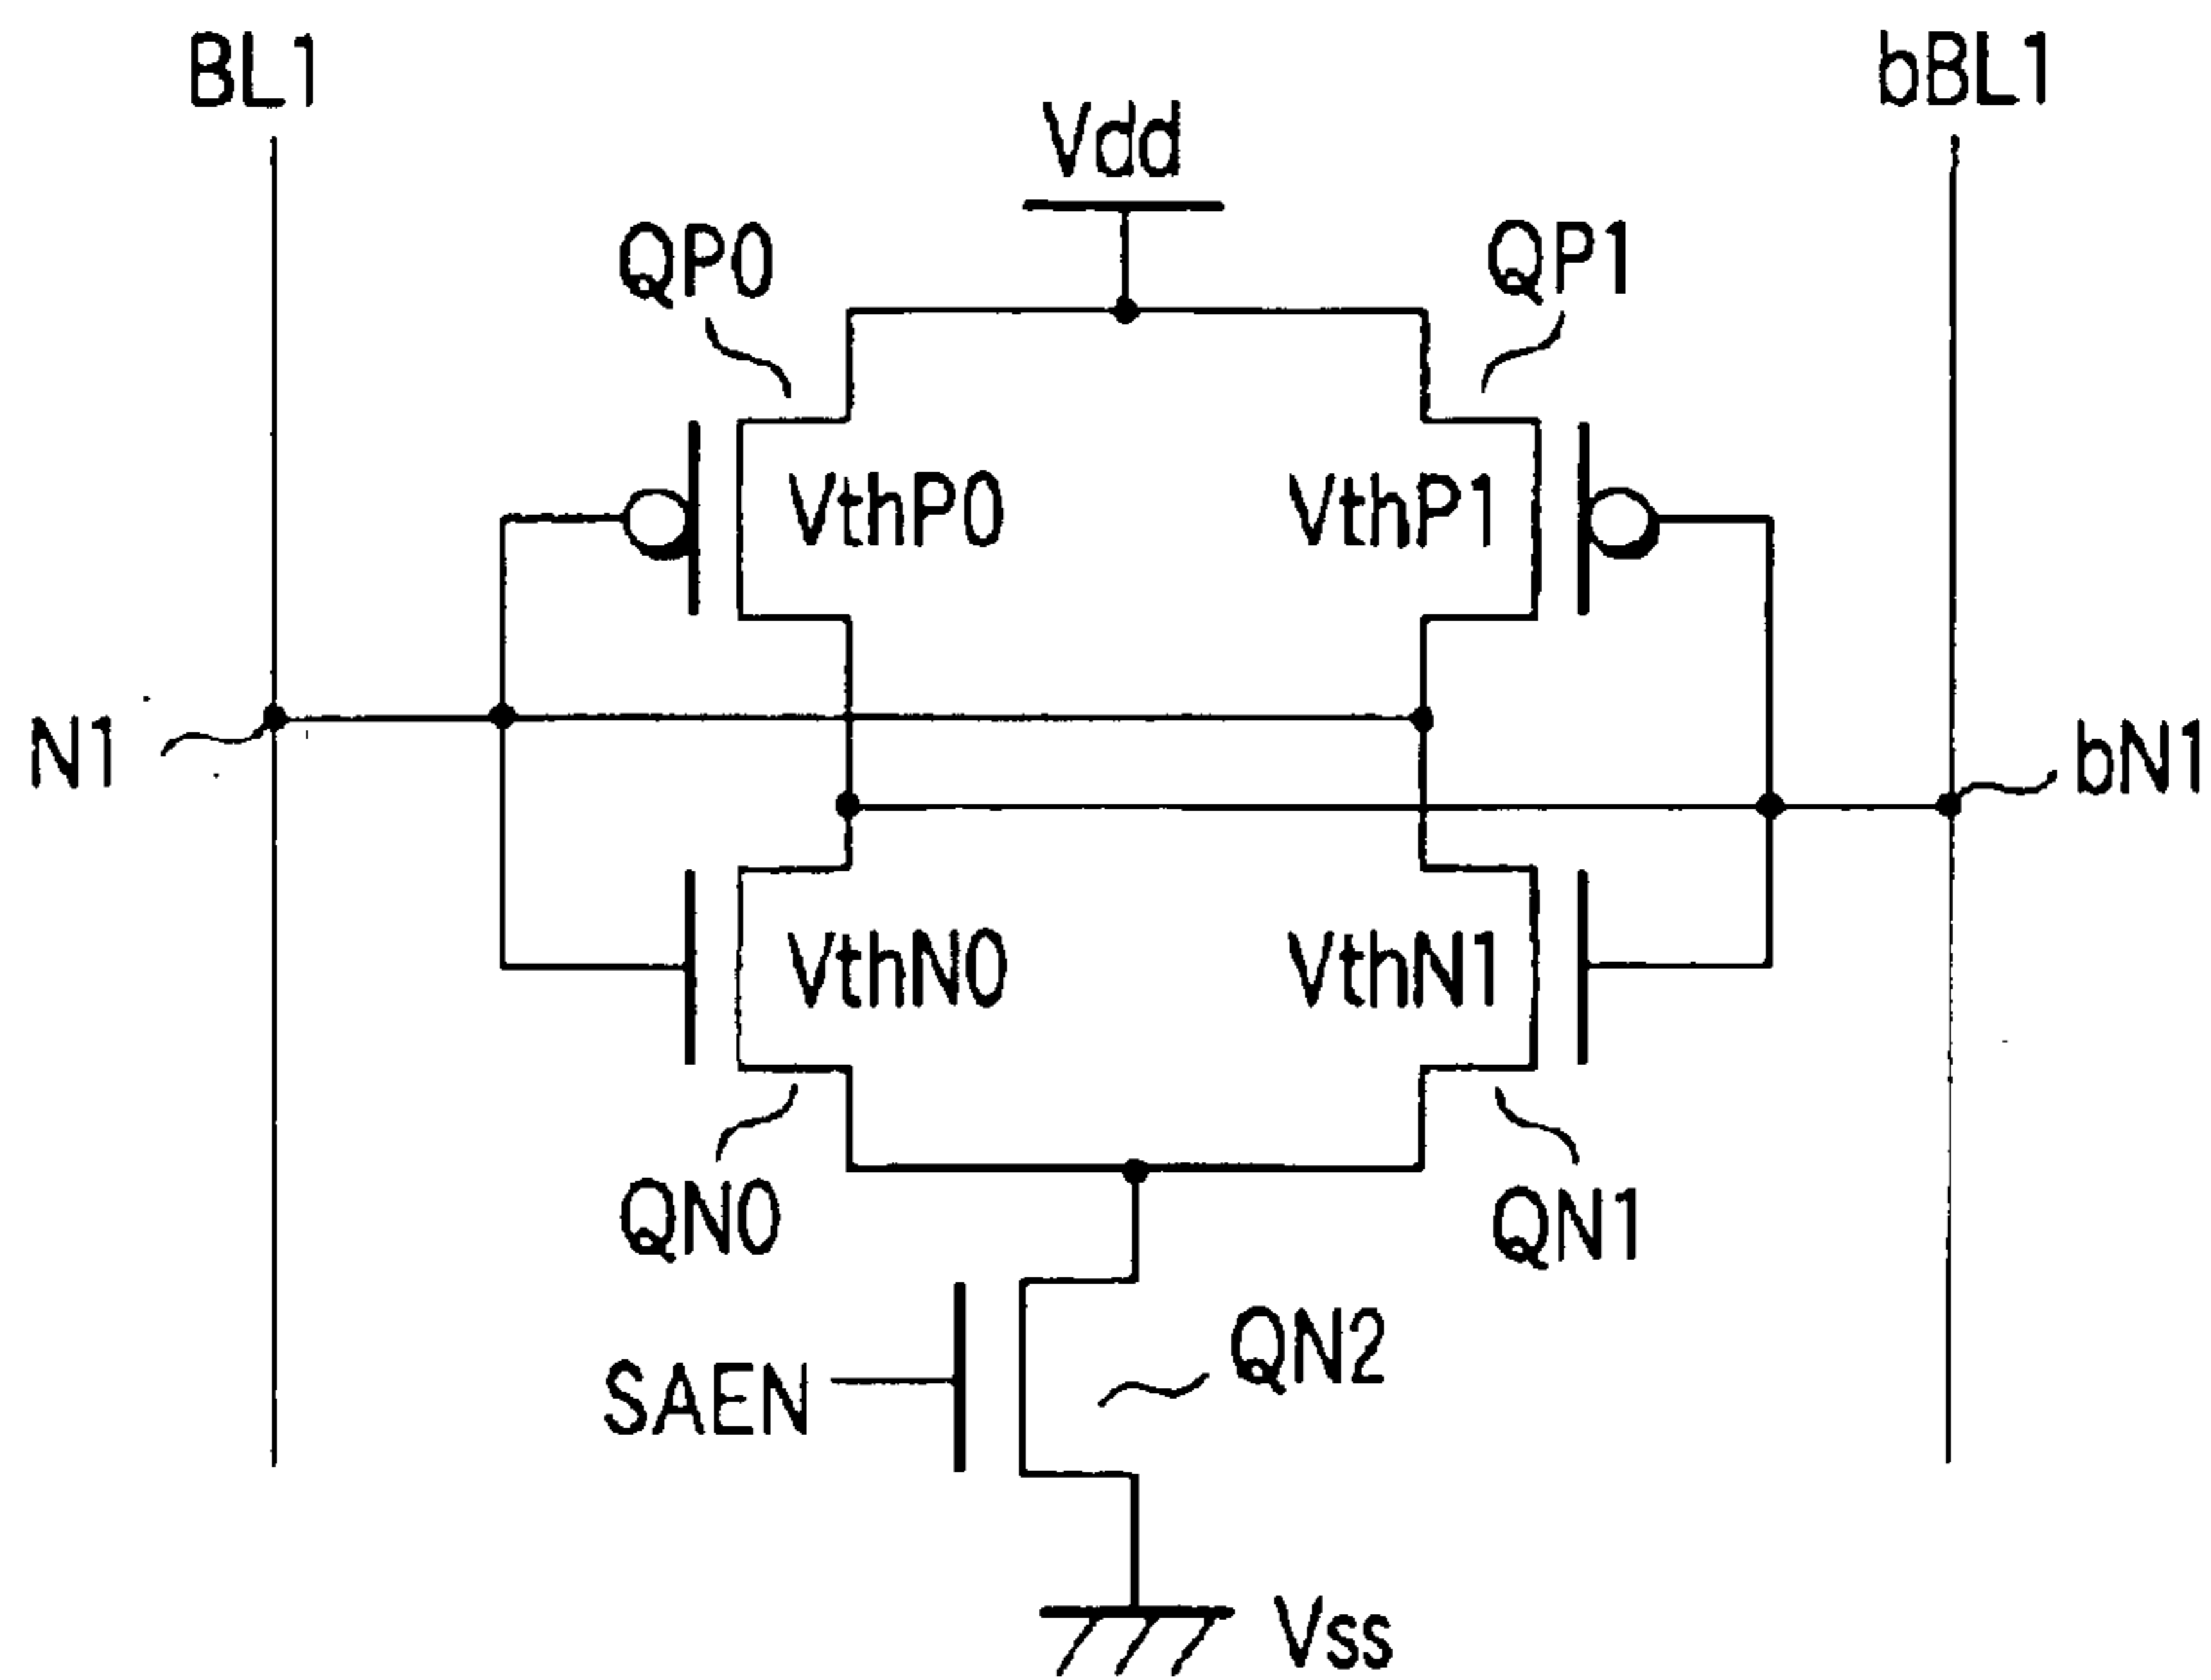 BL1
bBL1
Vdd
QP0
QP1
VthP0
VthP1
N1
bN1
VthN0
VthN1
QN0
QN1
SAEN
QN2
Vss